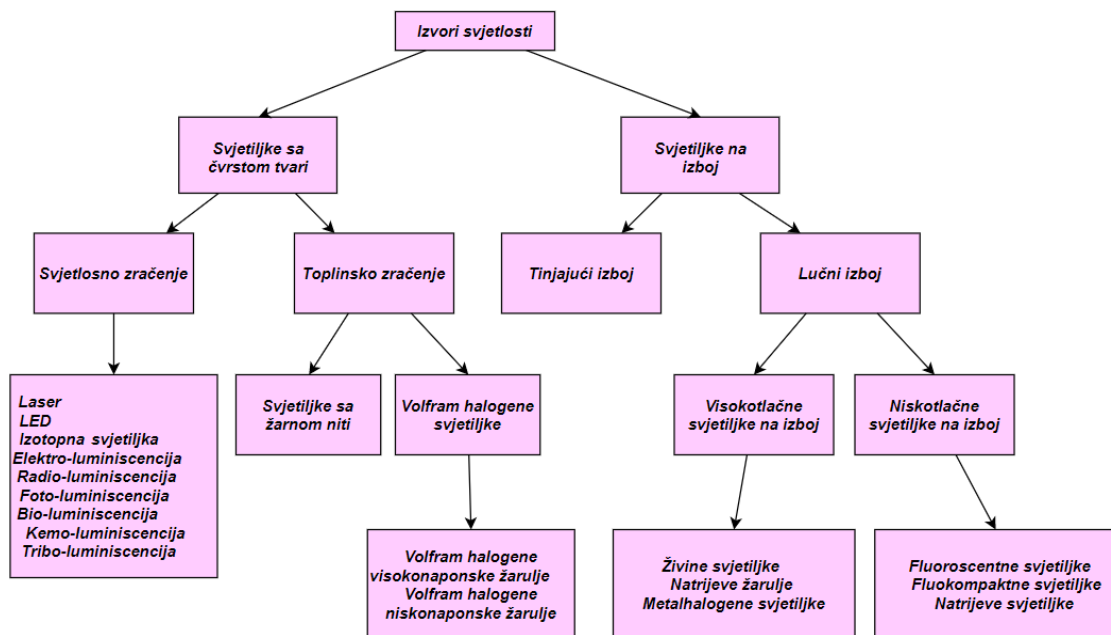 Izvori svjetlosti
Svjetiljke sa
čvrstom tvari
Svjetiljke na
izboj
Svjetlosno zračenje
Toplinsko zračenje
Tinjajući izboj
Lučni izboj
Laser
LED
Izotopna svjetiljka
Elektro-luminiscencija
Radio-luminiscencija
Foto-luminiscencija
Bio-luminiscencija
Kemo-luminiscencija
Tribo-luminiscencija
Svjetiljke sa
žarnom niti
Volfram halogene
svjetiljke
Visokotlačne
svjetiljke na izboj
Niskotlačne
svjetiljke na izboj
Volfram halogene
visokonaponske žarulje
Volfram halogene
niskonaponske žarulje
Živine svjetiljke
Natrijeve žarulje
Metalhalogene svjetiljke
Fluoroscentne svjetiljke
Fluokompaktne svjetiljke
Natrijeve svjetiljke